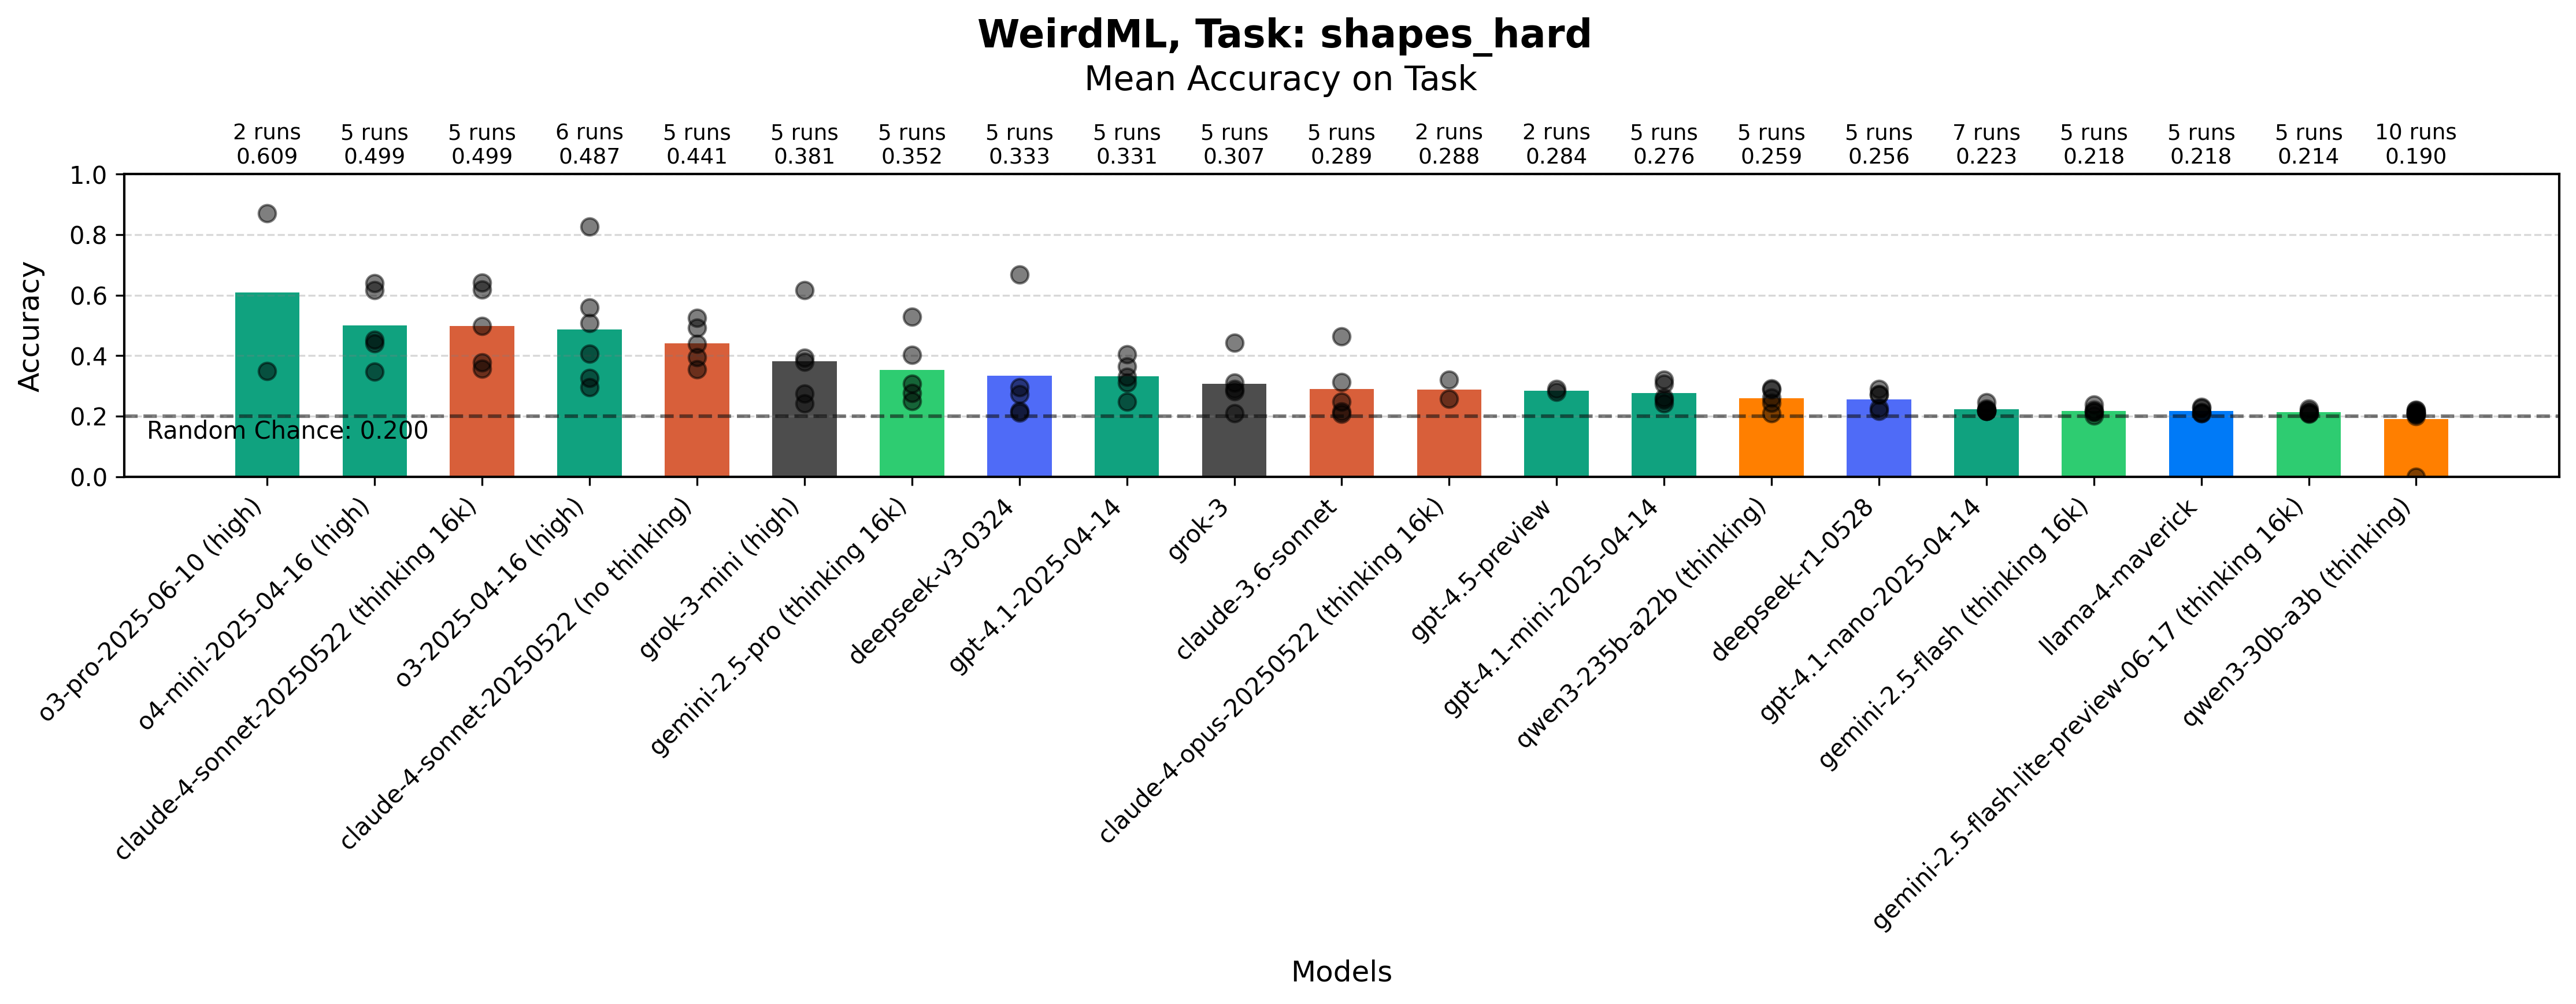 WeirdML, Task: shapes_hard
Mean Accuracy on Task
2 runs 5 runs 5 runs 6 runs 5 runs 5 runs 5 runs 5 runs 5 runs 5 runs 5 runs 2 runs 2 runs 5 runs 5 runs 5 runs 7 runs 5 runs 5 runs 5 runs 10 runs
0.609 0.499 0.499 0.487 0.441 0.381 0.352 0.333 0.331 0.307 0.289 0.288 0.284 0.276 0.259 0.256 0.223 0.218 0.218 0.214 0.190
Accuracy
1.0
0.8
0.6
0.4
0.2
0.0
Random Chance: 0.200
o3-pro-2025-06-10 (high)
o4-mini-2025-04-16 (high)
claude-4-sonnet-20250522 (thinking 16k)
o3-2025-04-16 (high)
claude-4-sonnet-20250522 (no thinking)
grok-3-mini (high)
gemini-2.5-pro (thinking 16k)
deepseek-v3-0324
gpt-4.1-2025-04-14
grok-3
claude-3.6-sonnet
claude-4-opus-20250522 (thinking 16k)
gpt-4.5-preview
gpt-4.1-mini-2025-04-14
qwen3-235b-a22b (thinking)
deepseek-r1-0528
gpt-4.1-nano-2025-04-14
gemini-2.5-flash (thinking 16k)
llama-4-maverick
gemini-2.5-flash-lite-preview-06-17 (thinking 16k)
qwen3-30b-a3b (thinking)
Models